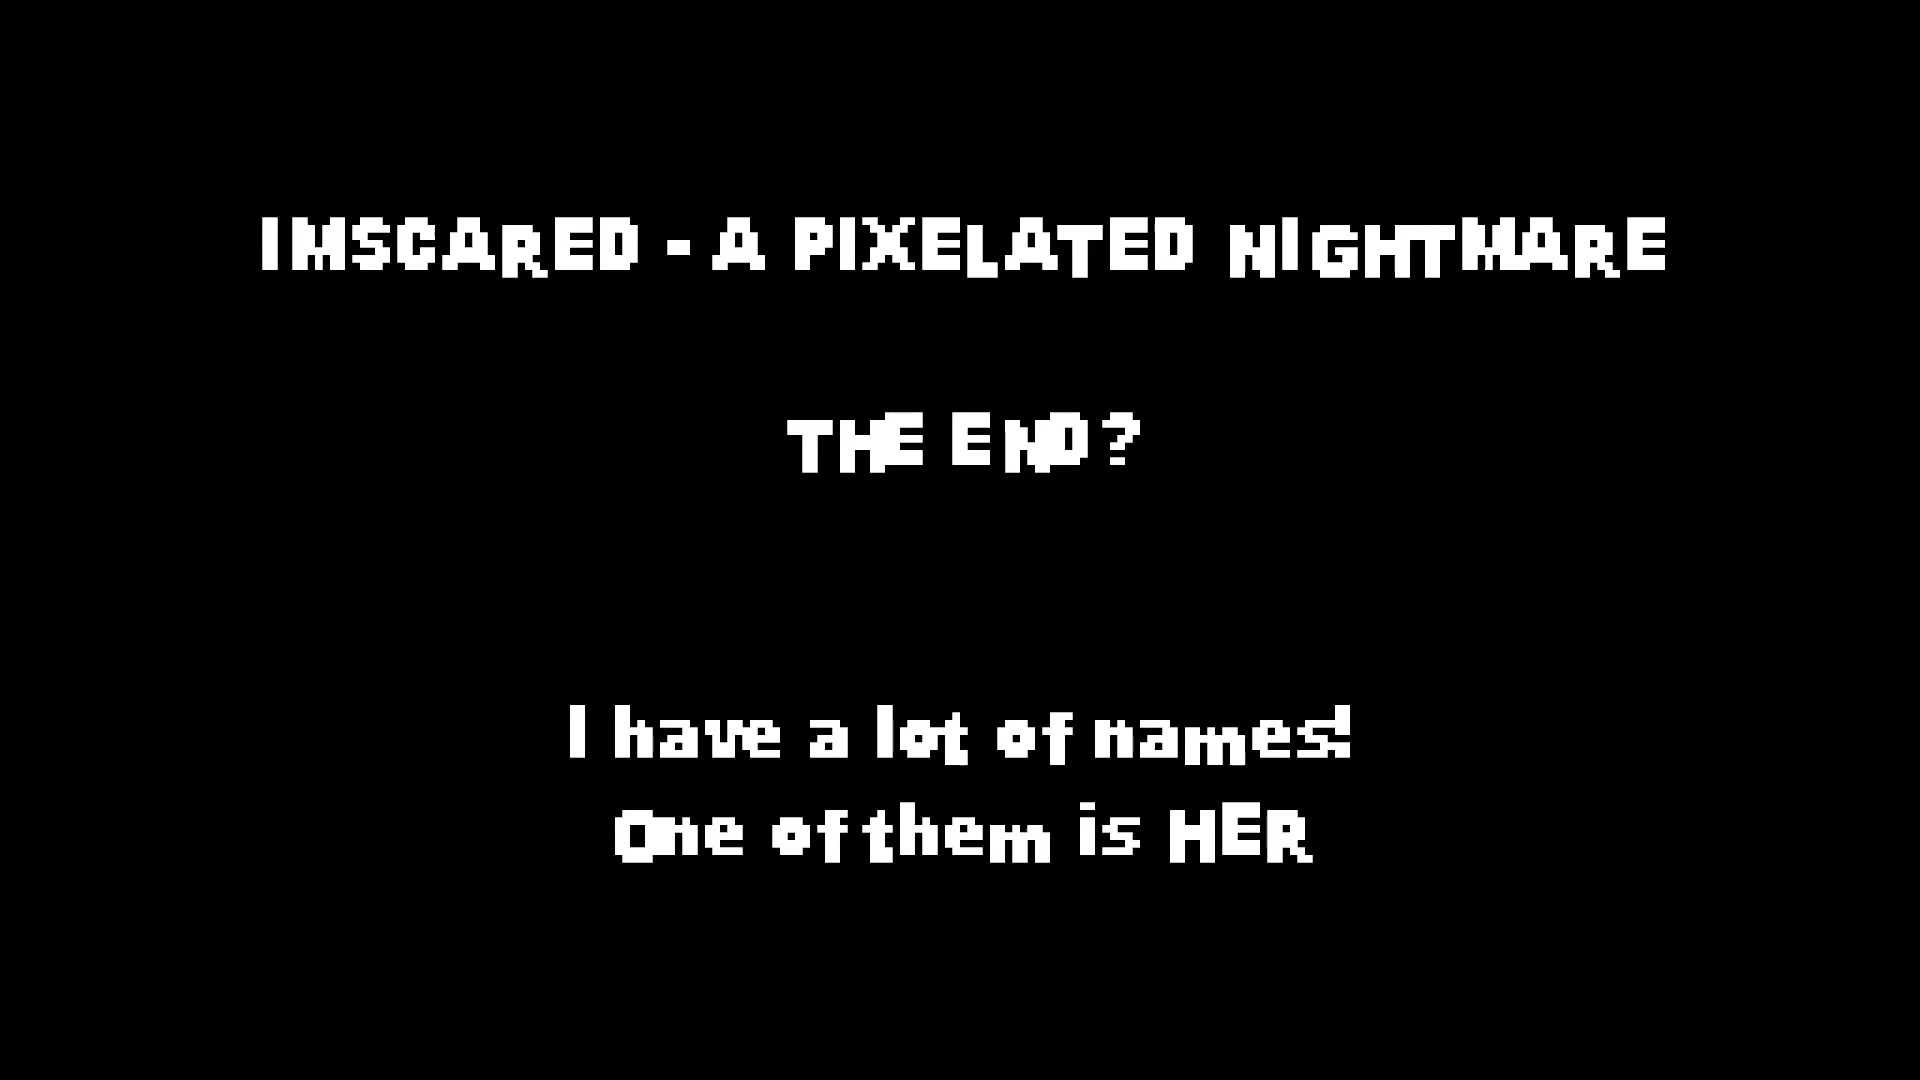 IMSCARED - A PIXELATED NIGHTMARE
THE END?
I have a lot of names!
One of them is HER